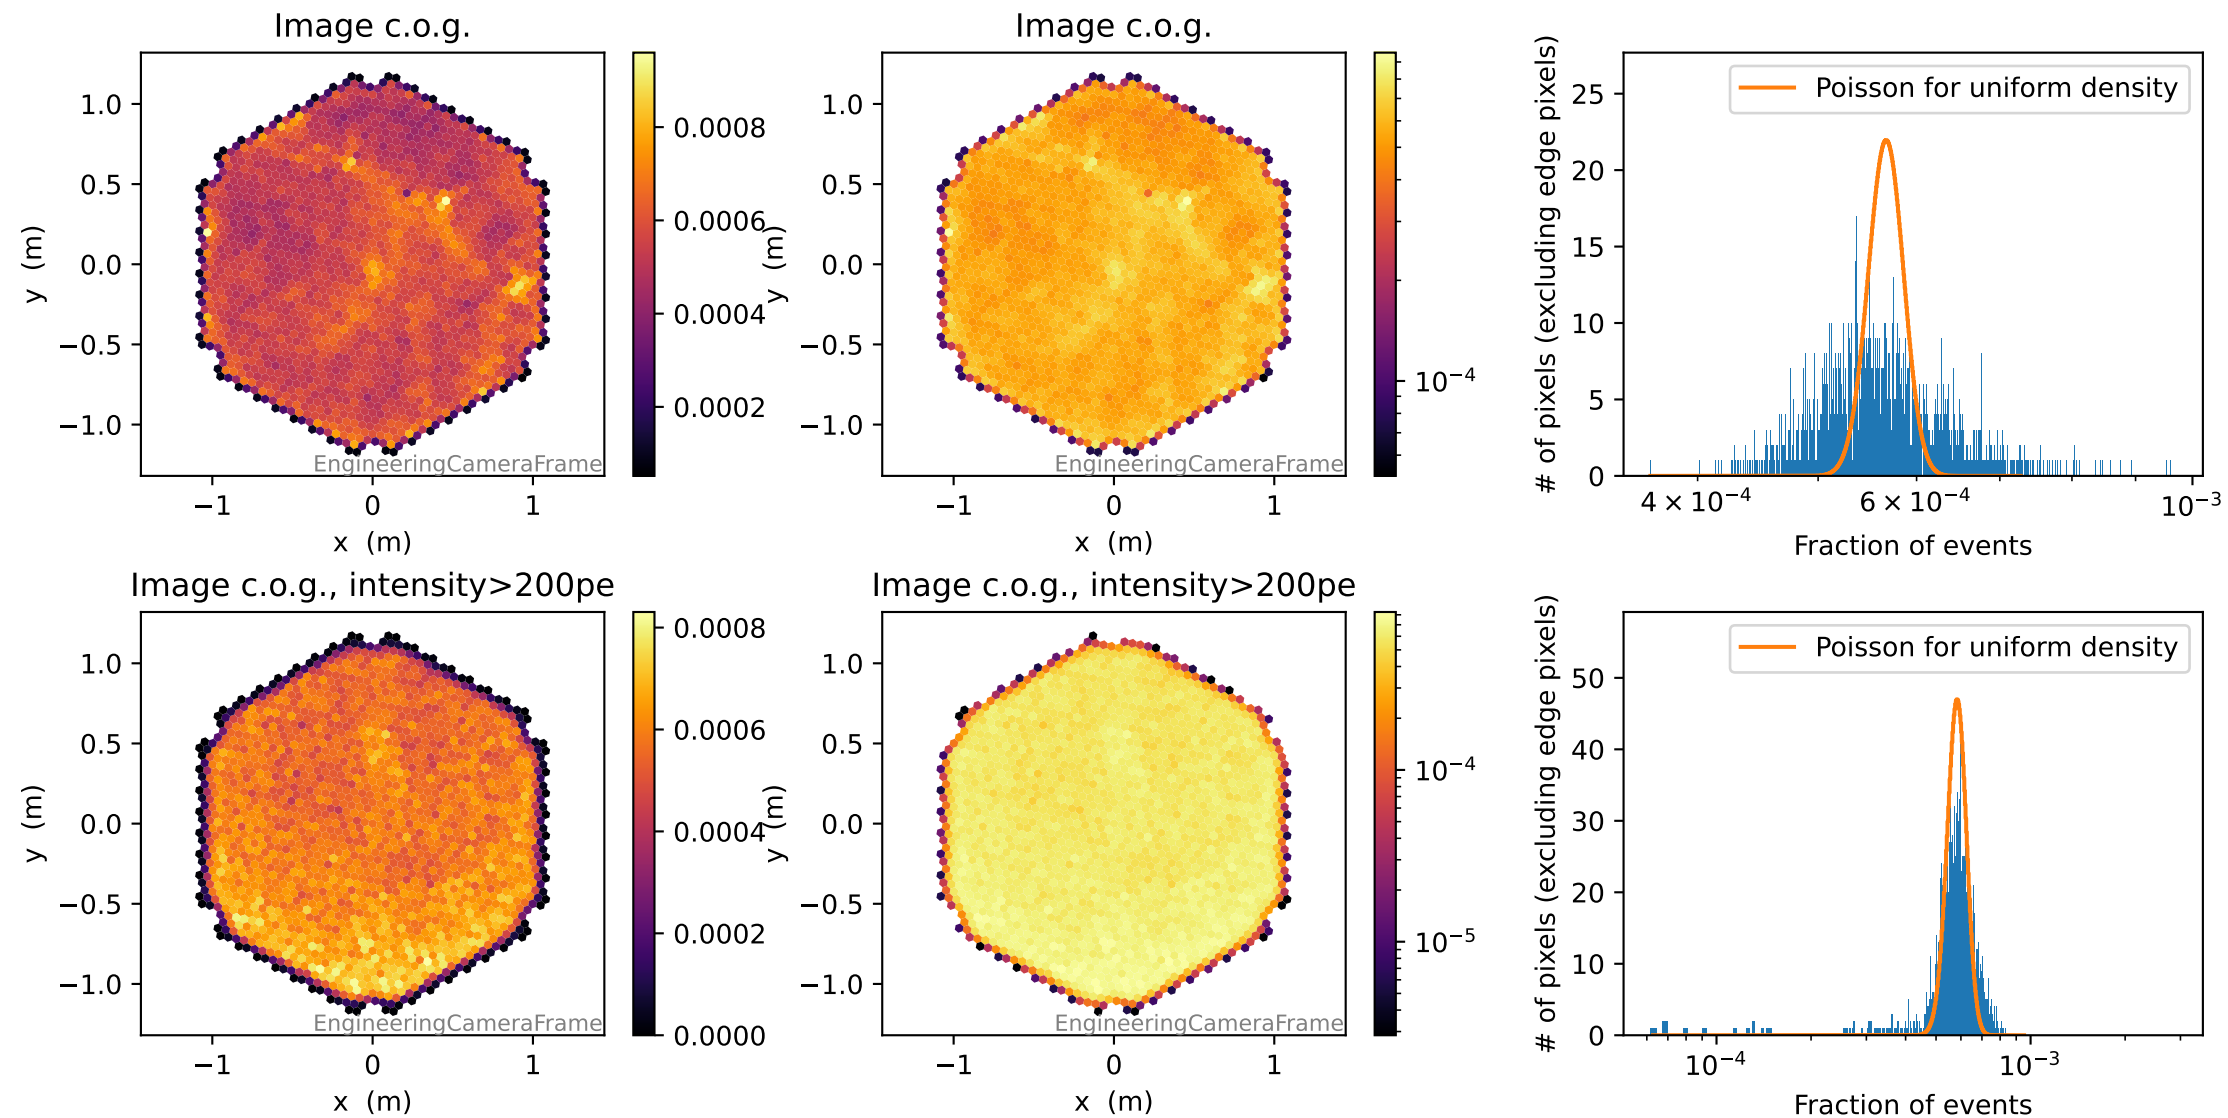 Image c.o.g.
1.0
0.5
0.0
−0.5
−1.0
y (m)
−1
0
1
x (m)
EngineeringCameraFrame
0.0008
0.0006
0.0004
0.0002
Image c.o.g.
1.0
0.5
0.0
−0.5
−1.0
y (m)
−1
0
1
x (m)
EngineeringCameraFrame
10⁻⁴
Poisson for uniform density
25
20
15
10
5
0
# of pixels (excluding edge pixels)
4 × 10⁻⁴
6 × 10⁻⁴
10⁻³
Fraction of events
Image c.o.g., intensity>200pe
1.0
0.5
0.0
−0.5
−1.0
y (m)
−1
0
1
x (m)
EngineeringCameraFrame
0.0008
0.0006
0.0004
0.0002
0.0000
Image c.o.g., intensity>200pe
1.0
0.5
0.0
−0.5
−1.0
y (m)
−1
0
1
x (m)
EngineeringCameraFrame
10⁻⁴
10⁻⁵
Poisson for uniform density
50
40
30
20
10
0
# of pixels (excluding edge pixels)
10⁻⁴
10⁻³
Fraction of events